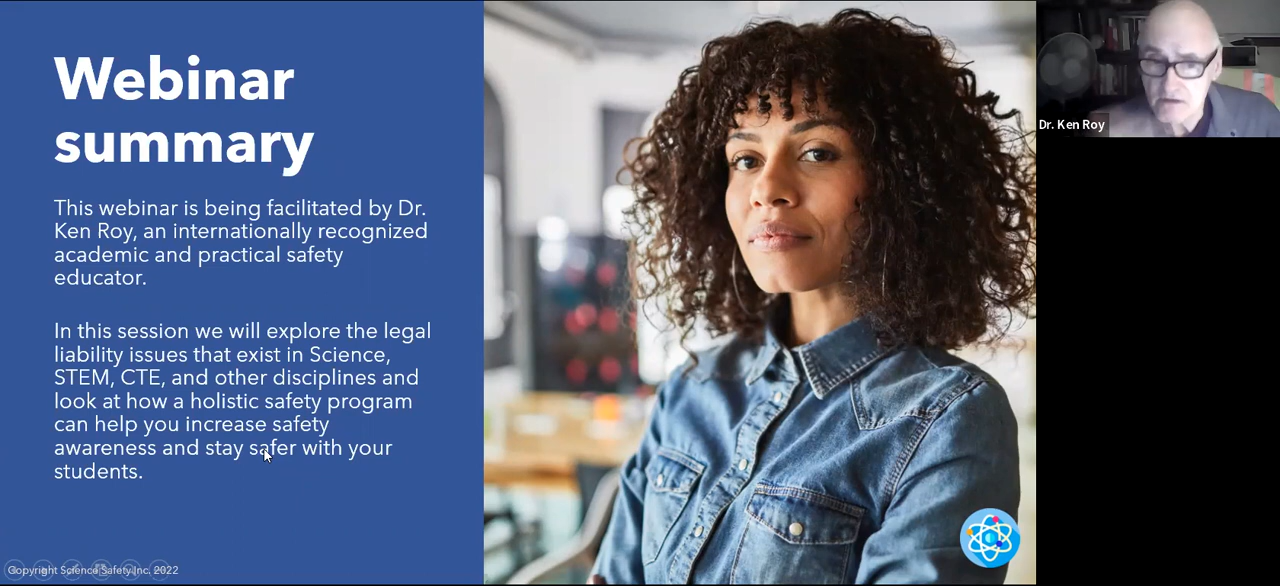 Webinar
summary
This webinar is being facilitated by Dr.
Ken Roy, an internationally recognized
academic and practical safety
educator.
In this session we will explore the legal
liability issues that exist in Science,
STEM, CTE, and other disciplines and
look at how a holistic safety program
can help you increase safety
awareness and stay safer with your
students.
Copyright Science Safety Inc. 2022
Dr. Ken Roy